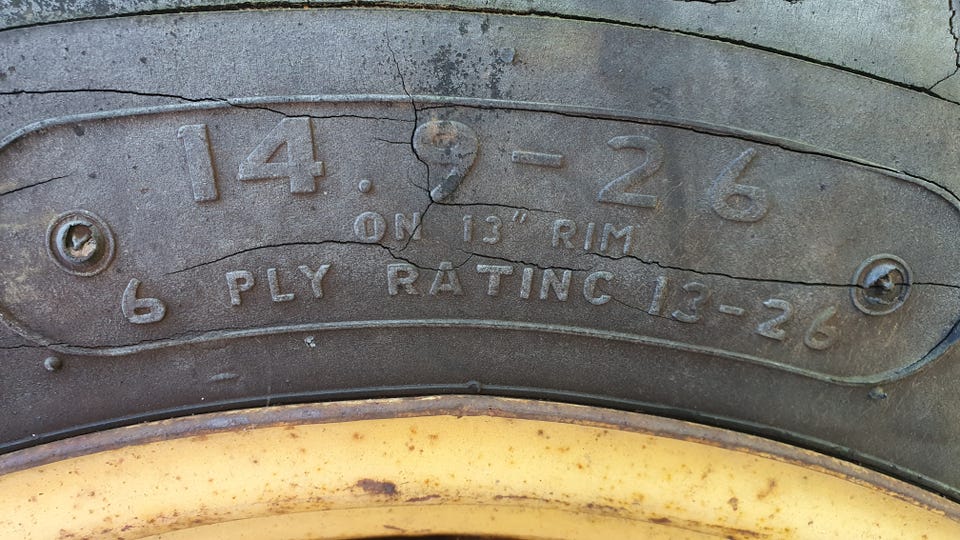 14.9-26
ON 13" RIM
6 PLY RATING 13-26